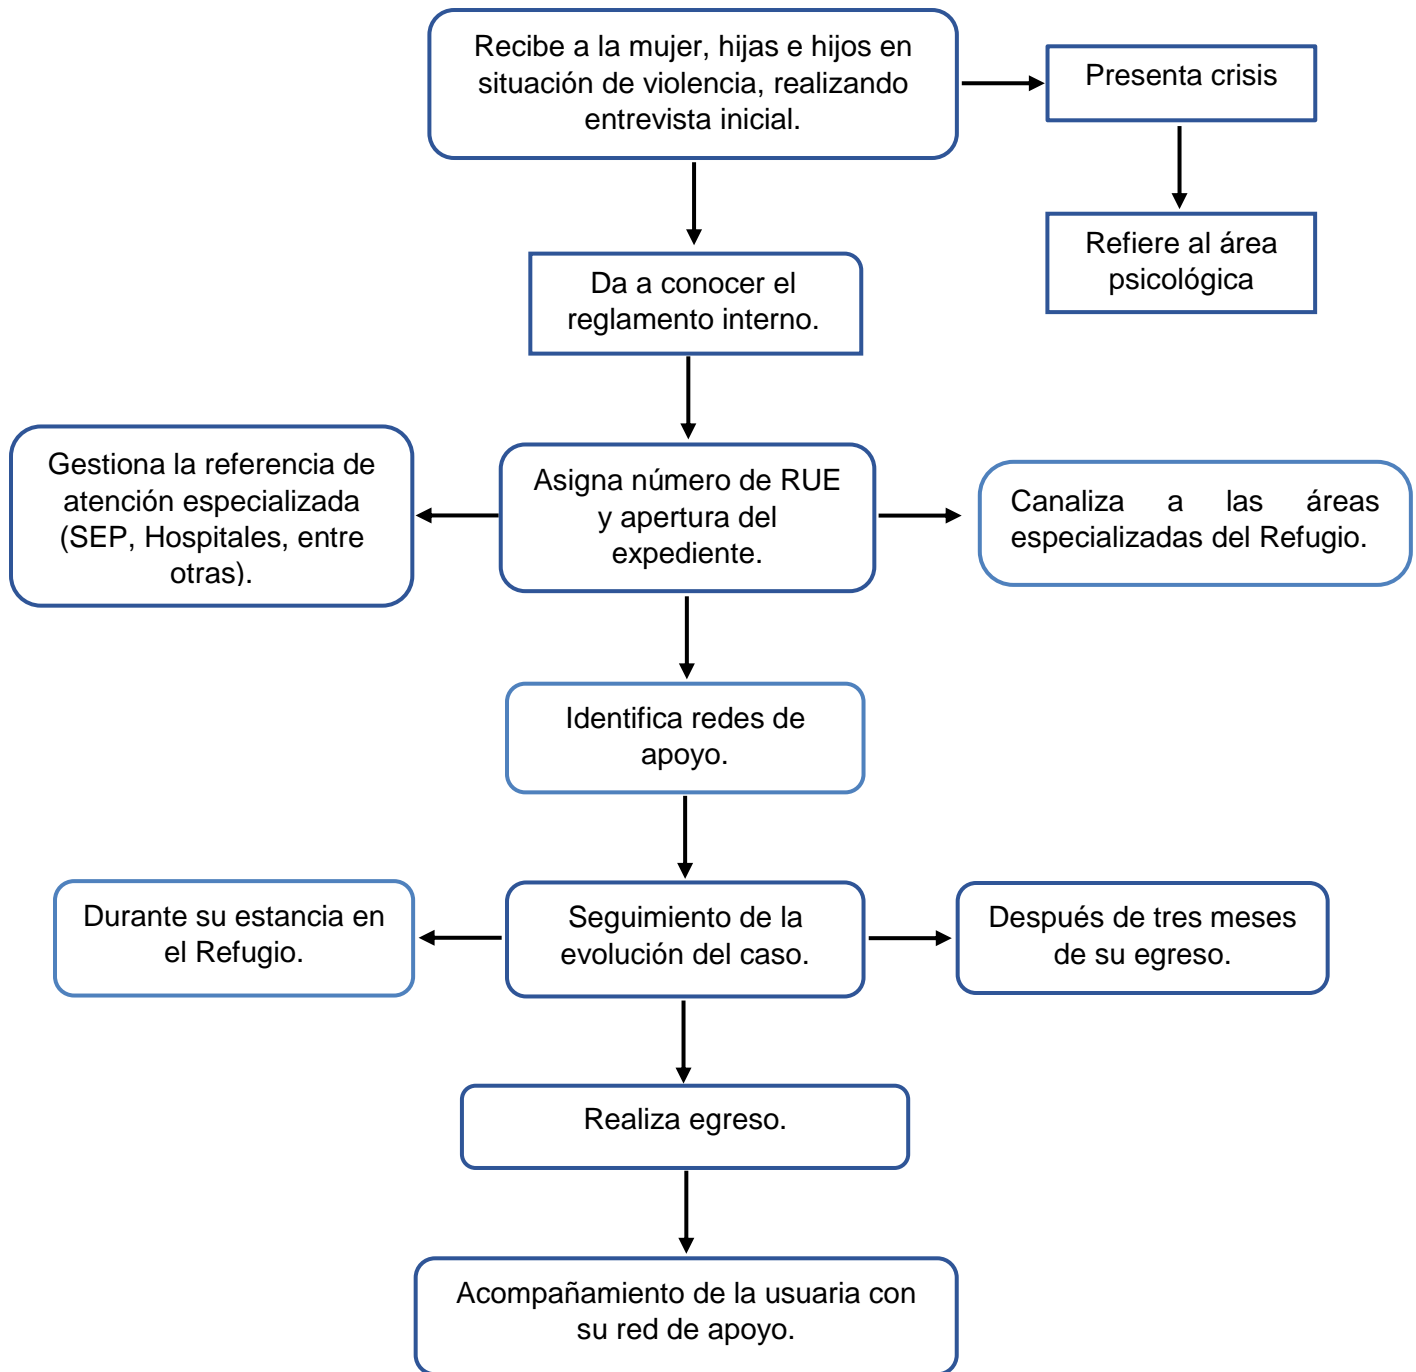 Recibe a la mujer, hijas e hijos en
situación de violencia, realizando
entrevista inicial.
Presenta crisis
Refiere al área
psicológica
Da a conocer el
reglamento interno.
Gestiona la referencia de
atención especializada
(SEP, Hospitales, entre
otras).
Asigna número de RUE
y apertura del
expediente.
Canaliza a las áreas
especializadas del Refugio.
Identifica redes de
apoyo.
Durante su estancia en
el Refugio.
Seguimiento de la
evolución del caso.
Después de tres meses
de su egreso.
Realiza egreso.
Acompañamiento de la usuaria con
su red de apoyo.